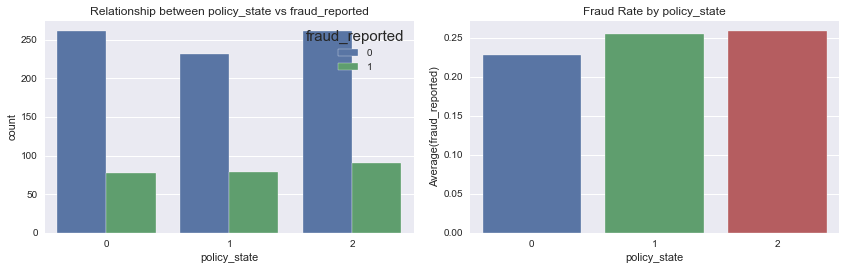 Relationship between policy_state vs fraud_reported
fraud_reported
0
1
250
200
150
100
50
0
count
0 1 2
policy_state
Fraud Rate by policy_state
0.25
0.20
0.15
0.10
0.05
0.00
Average(fraud_reported)
0 1 2
policy_state